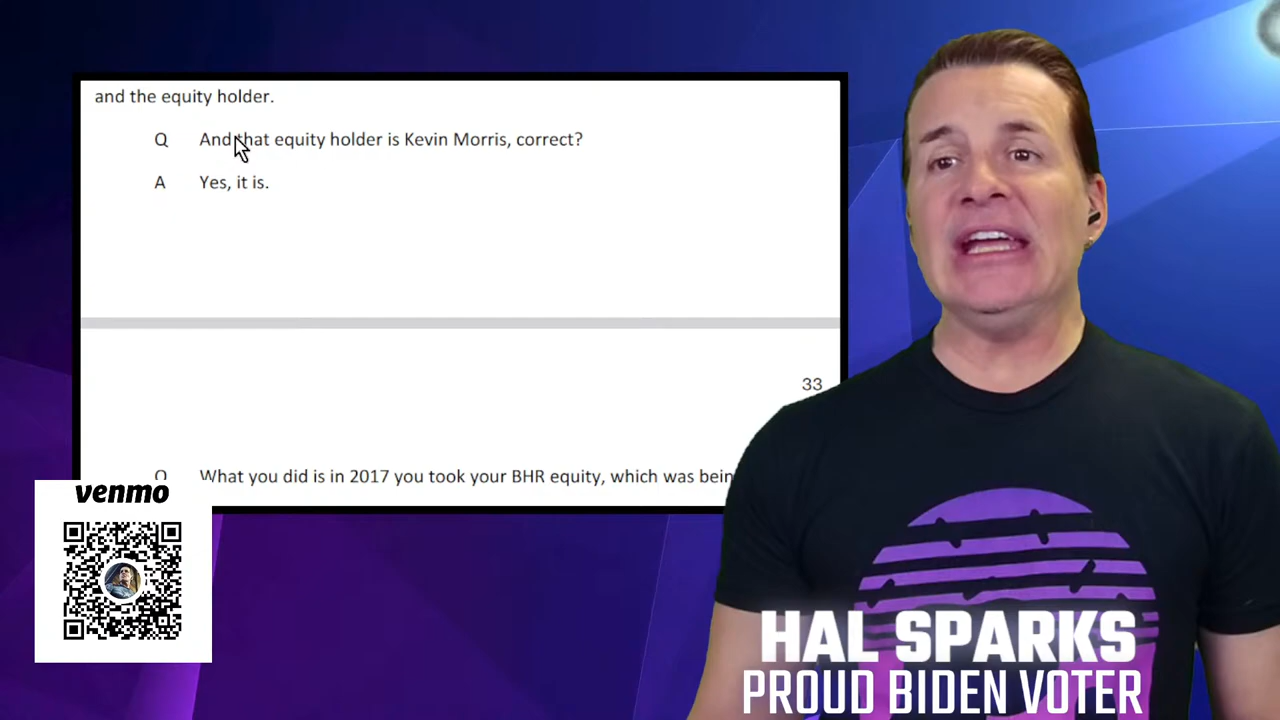 and the equity holder.
Q And that equity holder is Kevin Morris, correct?
A Yes, it is.
33
Q What you did is in 2017 you took your BHR equity, which was
venmo
HAL SPARKS
PROUD BIDEN VOTER